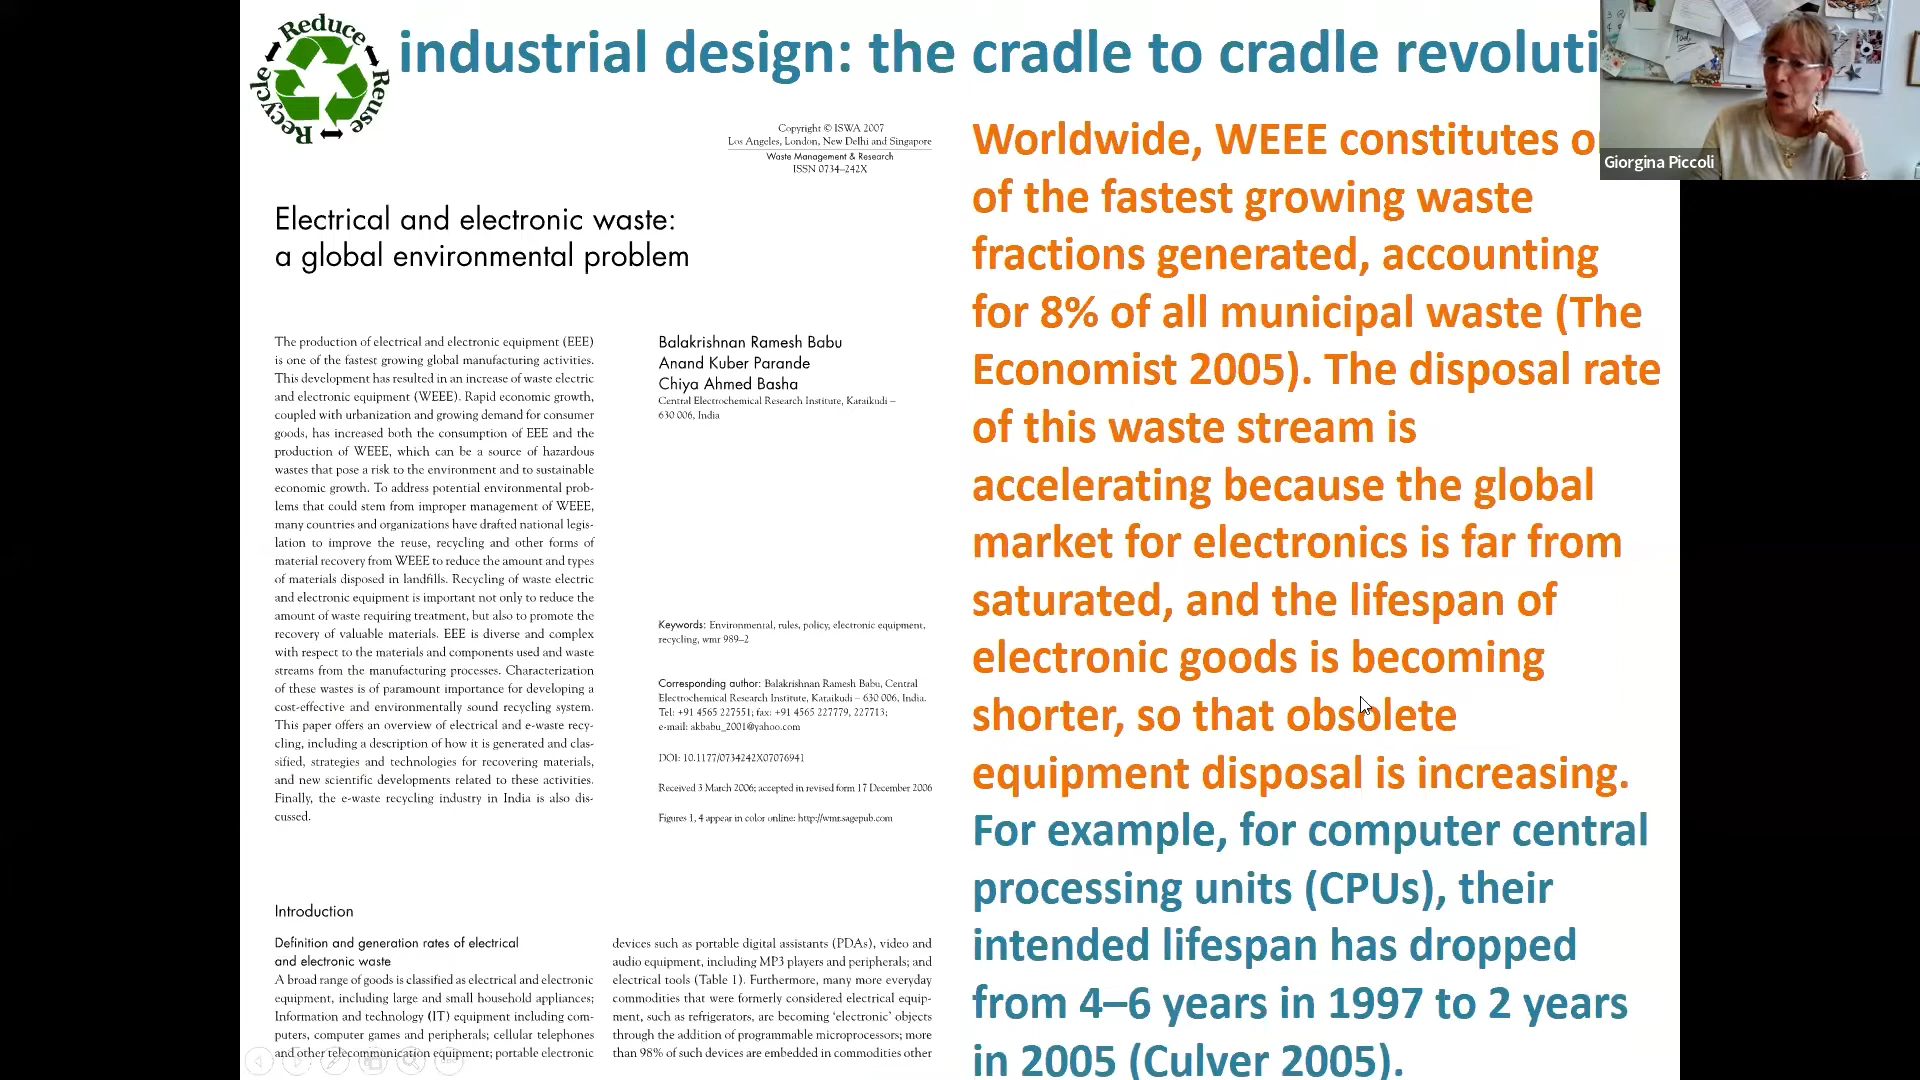 Reduce
Reuse
Recycle
industrial design: the cradle to cradle revoluti
Giorgina Piccoli
Copyright © ISWA 2007
Los Angeles, London, New Delhi and Singapore
Waste Management & Research
ISSN 0734–242X
Electrical and electronic waste:
a global environmental problem
The production of electrical and electronic equipment (EEE)
is one of the fastest growing global manufacturing activities.
This development has resulted in an increase of waste electric
and electronic equipment (WEEE). Rapid economic growth,
coupled with urbanization and growing demand for consumer
goods, has increased both the consumption of EEE and the
production of WEEE, which can be a source of hazardous
wastes that pose a risk to the environment and to sustainable
economic growth. To address potential environmental prob-
lems that could stem from improper management of WEEE,
many countries and organizations have drafted national legis-
lation to improve the reuse, recycling and other forms of
material recovery from WEEE to reduce the amount and types
of materials disposed in landfills. Recycling of waste electric
and electronic equipment is important not only to reduce the
amount of waste requiring treatment, but also to promote the
recovery of valuable materials. EEE is diverse and complex
with respect to the materials and components used and waste
streams from the manufacturing processes. Characterization
of these wastes is of paramount importance for developing a
cost-effective and environmentally sound recycling system.
This paper offers an overview of electrical and e-waste recy-
cling, including a description of how it is generated and clas-
sified, strategies and technologies for recovering materials,
and new scientific developments related to these activities.
Finally, the e-waste recycling industry in India is also dis-
cussed.
Balakrishnan Ramesh Babu
Anand Kuber Parande
Chiya Ahmed Basha
Central Electrochemical Research Institute, Karaikudi –
630 006, India
Keywords: Environmental, rules, policy, electronic equipment,
recycling, wmr 989–2
Corresponding author: Balakrishnan Ramesh Babu, Central
Electrochemical Research Institute, Karaikudi – 630 006, India.
Tel: +91 4565 227551; fax: +91 4565 227779, 227713;
e-mail: akbabu_2001@yahoo.com
DOI: 10.1177/0734242X07076941
Received 3 March 2006; accepted in revised form 17 December 2006
Figures 1, 4 appear in color online: http://wmr.sagepub.com
Introduction
Definition and generation rates of electrical
and electronic waste
A broad range of goods is classified as electrical and electronic
equipment, including large and small household appliances;
Information and technology (IT) equipment including com-
puters, computer games and peripherals; cellular telephones
and other telecommunication equipment; portable electronic
devices such as portable digital assistants (PDAs), video and
audio equipment, including MP3 players and peripherals; and
electrical tools (Table 1). Furthermore, many more everyday
commodities that were formerly considered electrical equip-
ment, such as refrigerators, are becoming ‘electronic’ objects
through the addition of programmable microprocessors; more
than 98% of such devices are embedded in commodities other
Worldwide, WEEE constitutes o
of the fastest growing waste
fractions generated, accounting
for 8% of all municipal waste (The
Economist 2005). The disposal rate
of this waste stream is
accelerating because the global
market for electronics is far from
saturated, and the lifespan of
electronic goods is becoming
shorter, so that obsolete
equipment disposal is increasing.
For example, for computer central
processing units (CPUs), their
intended lifespan has dropped
from 4–6 years in 1997 to 2 years
in 2005 (Culver 2005).